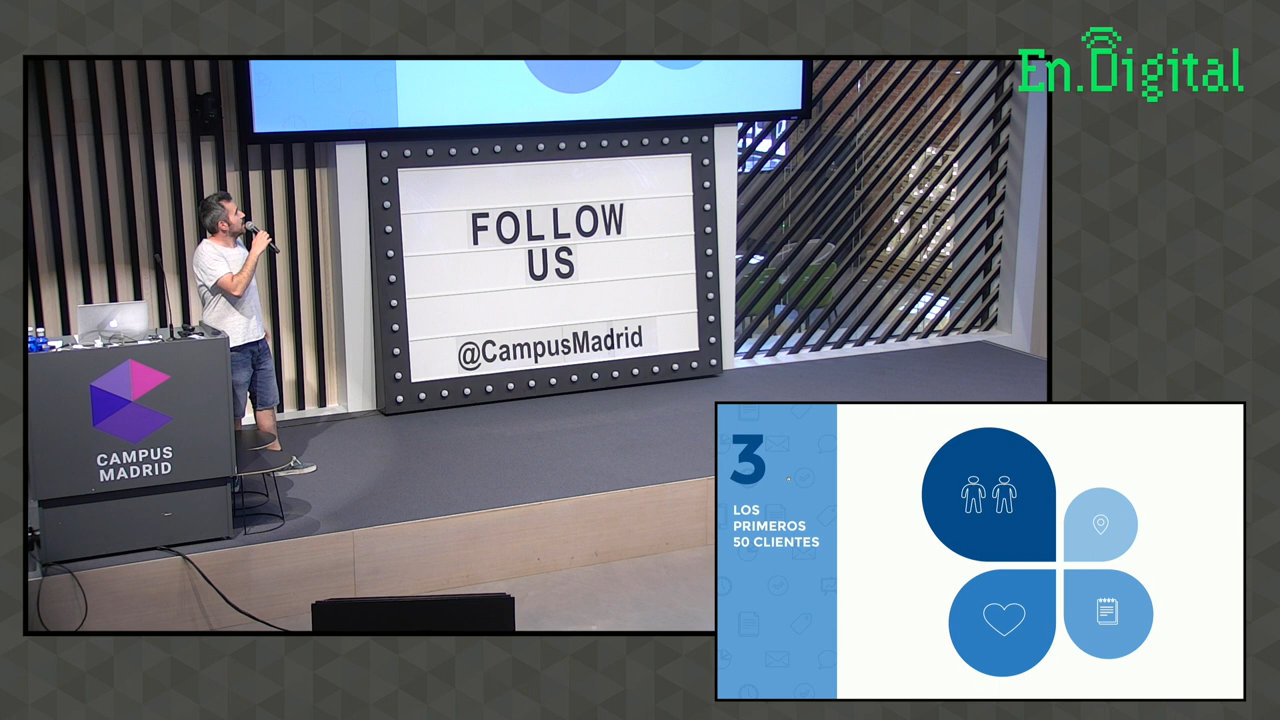 En.Digital
FOLLOW
US
@CampusMadrid
CAMPUS
MADRID
3
LOS
PRIMEROS
50 CLIENTES